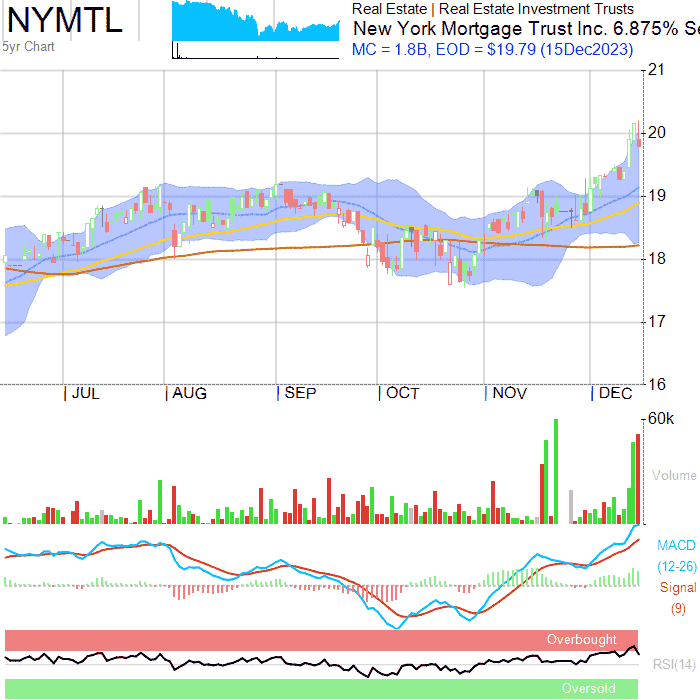 NYMTL
5yr Chart
Real Estate | Real Estate Investment Trusts
New York Mortgage Trust Inc. 6.875% Se
MC = 1.8B, EOD = $19.79 (15Dec2023)
21
20
19
18
17
16
JUL AUG SEP OCT NOV DEC
60k
Volume
MACD
(12-26)
Signal
(9)
Overbought
RSI(14)
Oversold